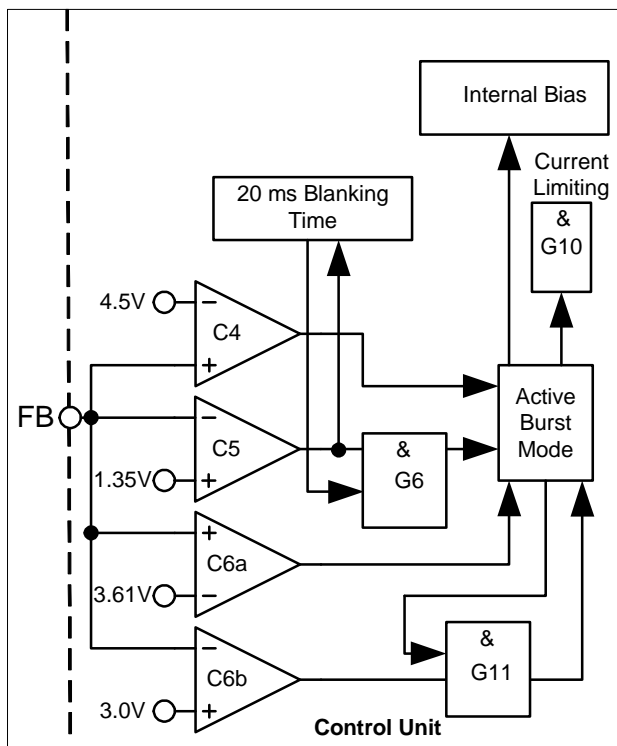 Internal Bias
Current
Limiting
20 ms Blanking
Time
&
G10
4.5V
−
C4
+
FB
−
C5
+
1.35V
&
G6
Active
Burst
Mode
+
C6a
−
3.61V
−
C6b
+
3.0V
&
G11
Control Unit